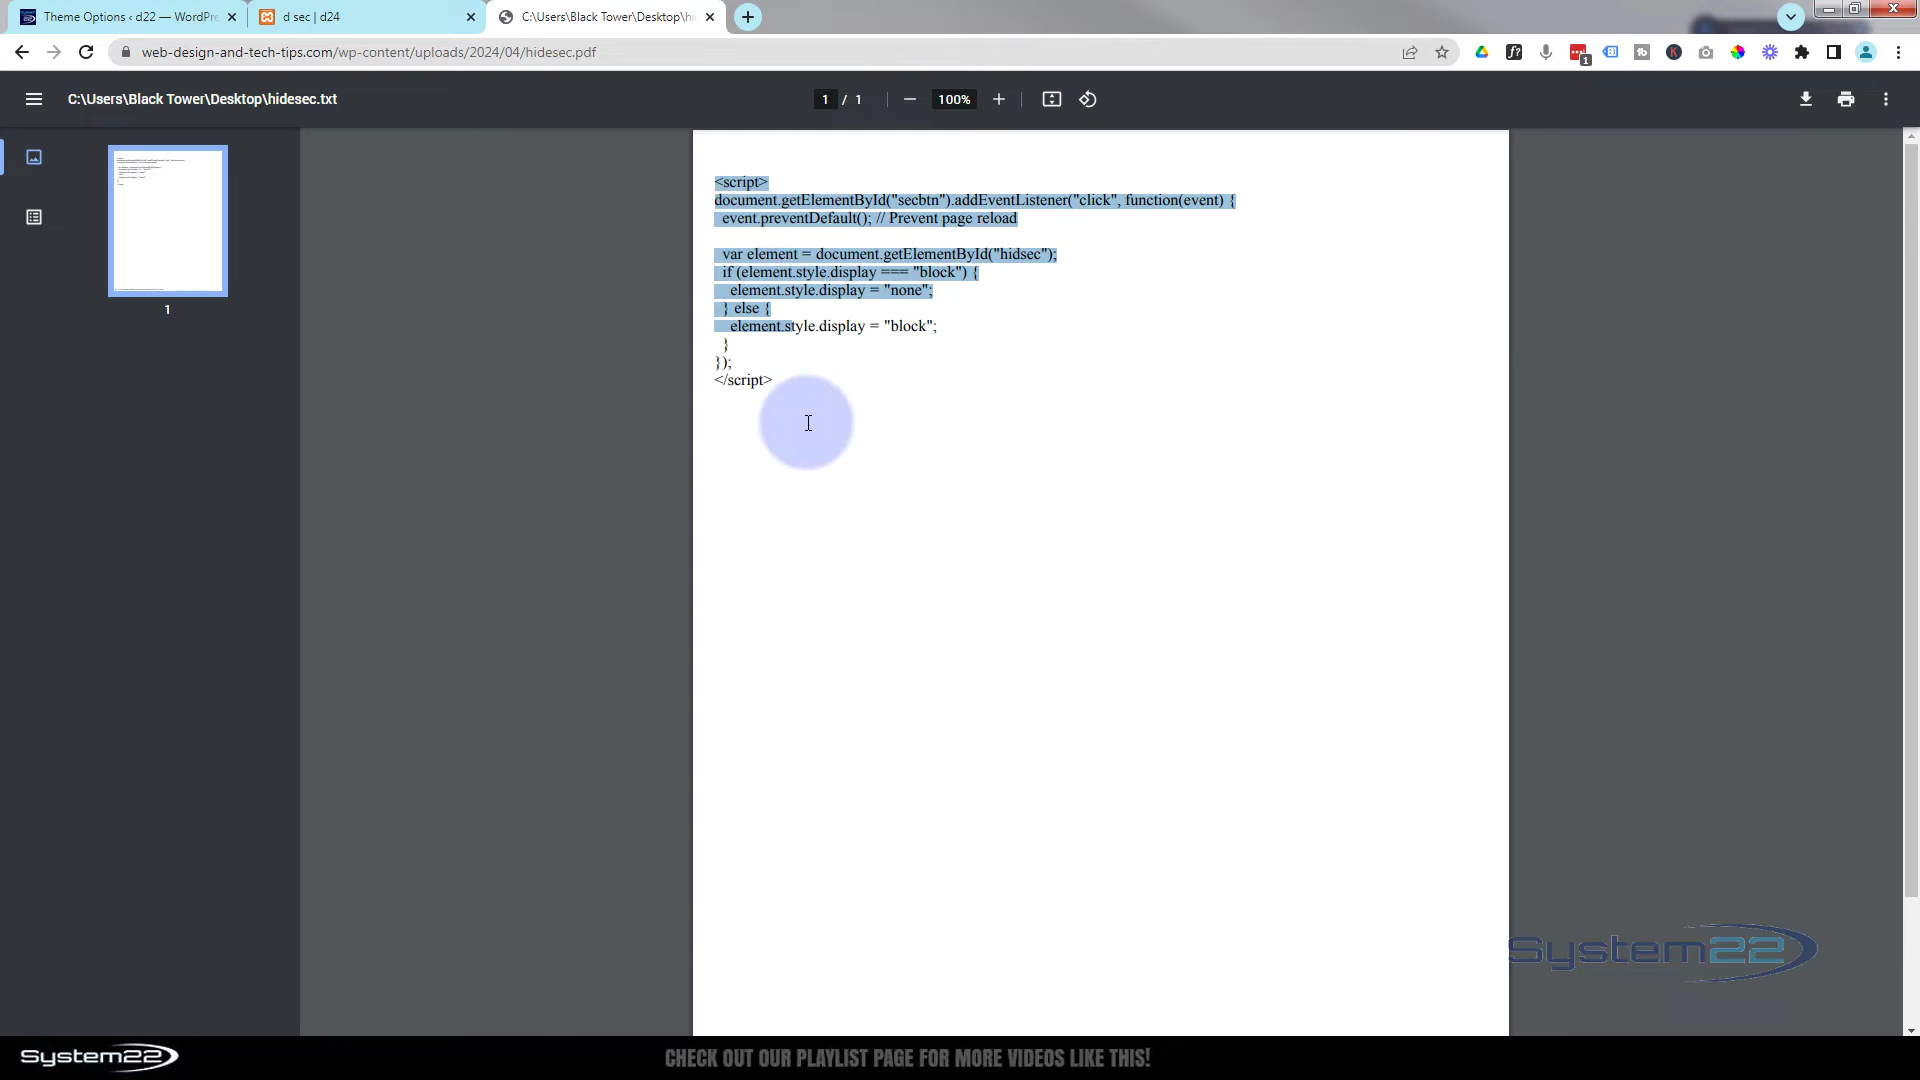 Theme Options ‹ d22 — WordPre
d sec | d24
C:\Users\Black Tower\Desktop\hi
web-design-and-tech-tips.com/wp-content/uploads/2024/04/hidesec.pdf
C:\Users\Black Tower\Desktop\hidesec.txt
1 / 1
100%
1
<script>
document.getElementById("secbtn").addEventListener("click", function(event) {
event.preventDefault(); // Prevent page reload
var element = document.getElementById("hidsec");
if (element.style.display === "block") {
element.style.display = "none";
} else {
element.style.display = "block";
}
});
</script>
System22
System22
CHECK OUT OUR PLAYLIST PAGE FOR MORE VIDEOS LIKE THIS!